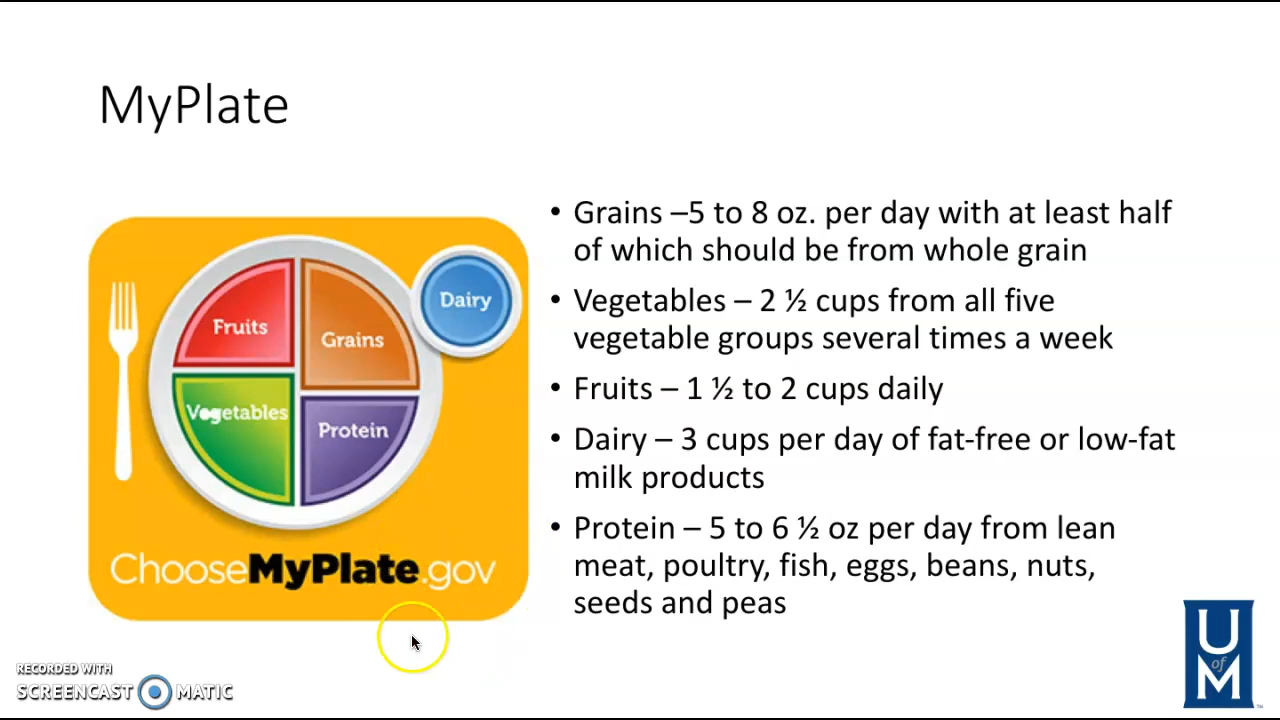 MyPlate
• Grains –5 to 8 oz. per day with at least half
of which should be from whole grain
• Vegetables – 2 ½ cups from all five
vegetable groups several times a week
• Fruits – 1 ½ to 2 cups daily
• Dairy – 3 cups per day of fat-free or low-fat
milk products
• Protein – 5 to 6 ½ oz per day from lean
meat, poultry, fish, eggs, beans, nuts,
seeds and peas
Dairy
Fruits
Grains
Vegetables
Protein
ChooseMyPlate.gov
RECORDED WITH
SCREENCAST MATIC
U
of
M
™